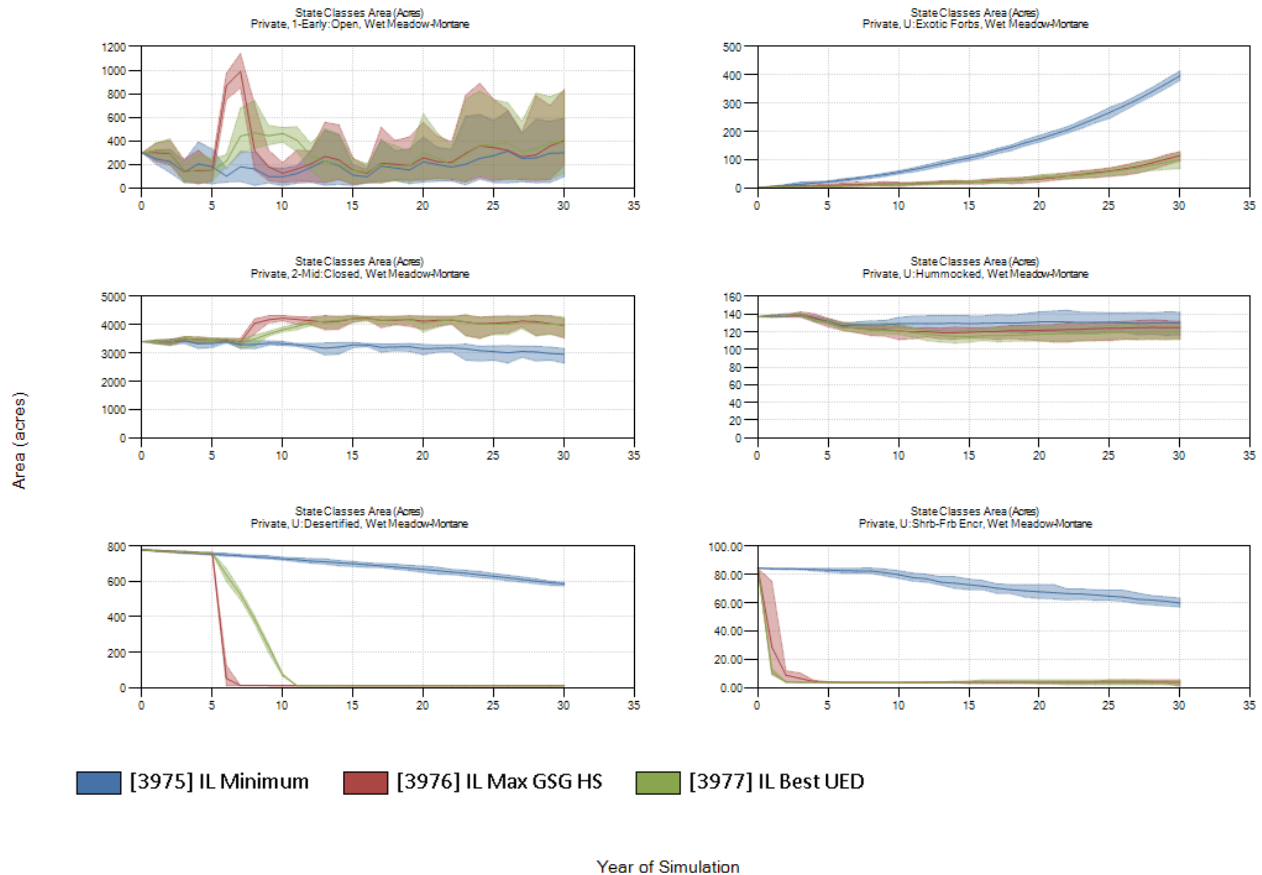 State Classes Area (Acres)
Private, 1-Early:Open, Wet Meadow-Montane
1200
1000
800
600
400
200
0
0 5 10 15 20 25 30 35
State Classes Area (Acres)
Private, U:Exotic Forbs, Wet Meadow-Montane
500
400
300
200
100
0
0 5 10 15 20 25 30 35
State Classes Area (Acres)
Private, 2-Mid:Closed, Wet Meadow-Montane
5000
4000
3000
2000
1000
0
0 5 10 15 20 25 30 35
State Classes Area (Acres)
Private, U:Hummocked, Wet Meadow-Montane
160
140
120
100
80
60
40
20
0
0 5 10 15 20 25 30 35
Area (acres)
State Classes Area (Acres)
Private, U:Desertified, Wet Meadow-Montane
800
600
400
200
0
0 5 10 15 20 25 30 35
State Classes Area (Acres)
Private, U:Shrb-Frb Encr, Wet Meadow-Montane
100.00
80.00
60.00
40.00
20.00
0.00
0 5 10 15 20 25 30 35
[3975] IL Minimum
[3976] IL Max GSG HS
[3977] IL Best UED
Year of Simulation